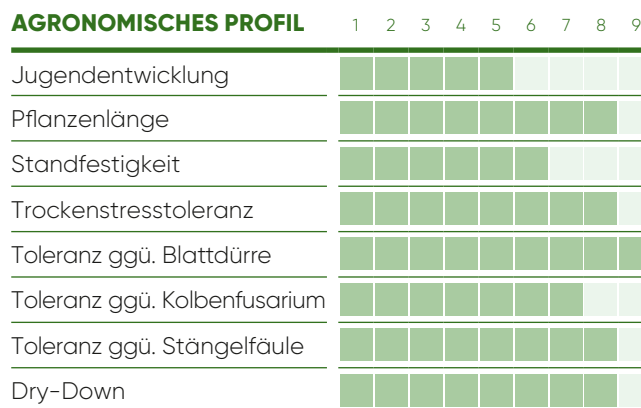 AGRONOMISCHES PROFIL 1 2 3 4 5 6 7 8 9
Jugendentwicklung
Pflanzenlänge
Standfestigkeit
Trockenstresstoleranz
Toleranz ggü. Blattdürre
Toleranz ggü. Kolbenfusarium
Toleranz ggü. Stängelfäule
Dry-Down